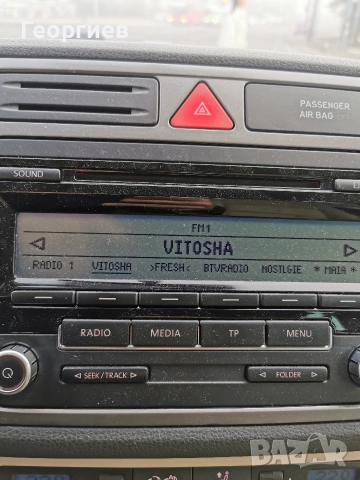 Георгиев
PASSENGER
AIR BAG
SOUND
FM1
VITOSHA
RADIO 1 VITOSHA >FRESH< BTVRADIO NOSTLGIE * MAIA *
RADIO MEDIA TP MENU
SEEK / TRACK FOLDER
BAZAR